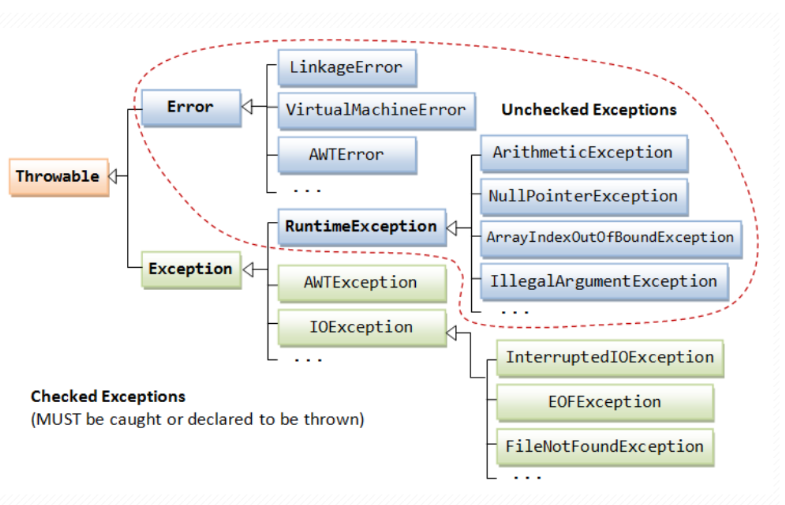 LinkageError
Error
VirtualMachineError
Unchecked Exceptions
AWTError
ArithmeticException
Throwable
...
NullPointerException
RuntimeException
ArrayIndexOutOfBoundException
Exception
AWTException
IllegalArgumentException
...
IOException
...
InterruptedIOException
Checked Exceptions
(MUST be caught or declared to be thrown)
EOFException
FileNotFoundException
...